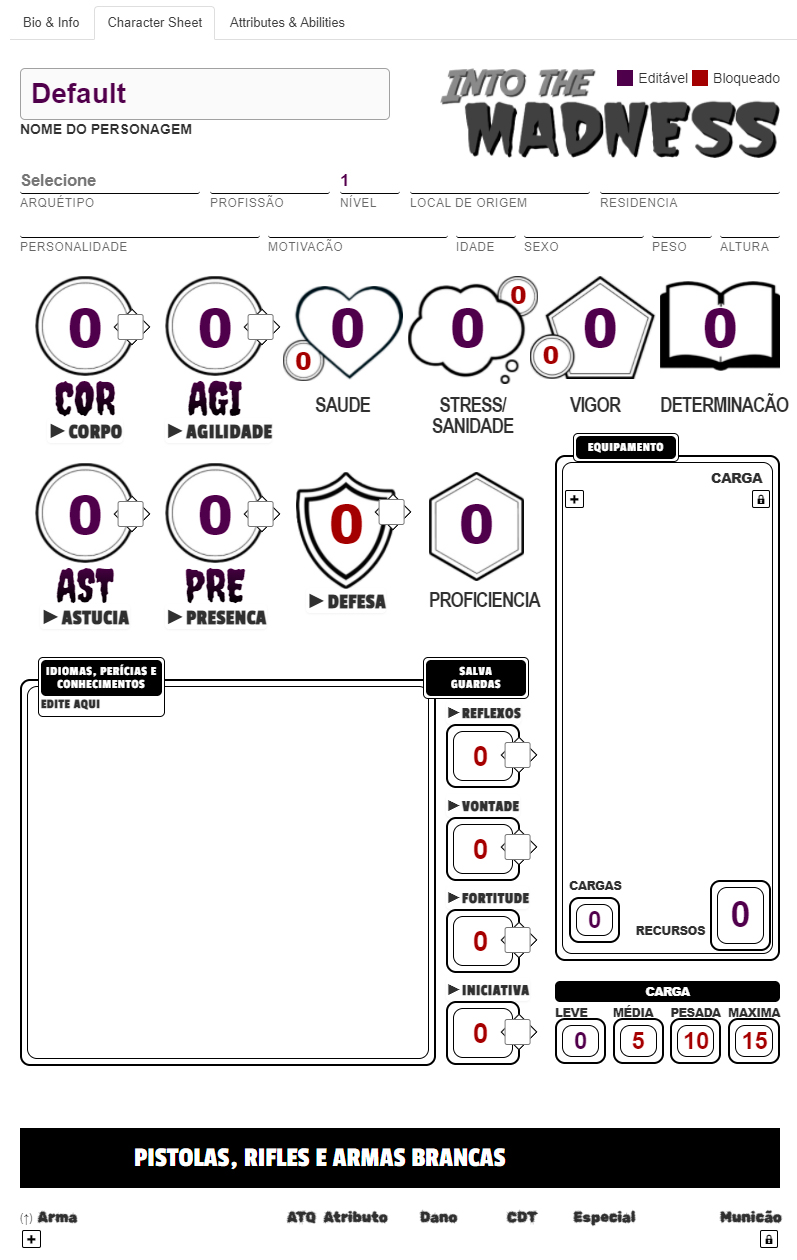 Bio & Info Character Sheet Attributes & Abilities
INTO THE
MADNESS
Editável Bloqueado
Default
NOME DO PERSONAGEM
Selecione 1
ARQUÉTIPO PROFISSÃO NÍVEL LOCAL DE ORIGEM RESIDENCIA
PERSONALIDADE MOTIVACÃO IDADE SEXO PESO ALTURA
0 0 0 0 0 0 0 0 0
COR AGI
CORPO AGILIDADE
SAUDE STRESS/
SANIDADE
VIGOR DETERMINACÃO
0 0 0 0
AST PRE
ASTUCIA PRESENCA DEFESA PROFICIENCIA
EQUIPAMENTO
CARGA
+
CARGAS
0
RECURSOS 0
IDIOMAS, PERÍCIAS E
CONHECIMENTOS
EDITE AQUI
SALVA
GUARDAS
REFLEXOS
0
VONTADE
0
FORTITUDE
0
INICIATIVA
0
CARGA
LEVE MÉDIA PESADA MAXIMA
0 5 10 15
PISTOLAS, RIFLES E ARMAS BRANCAS
(↑) Arma ATQ Atributo Dano CDT Especial Municão
+